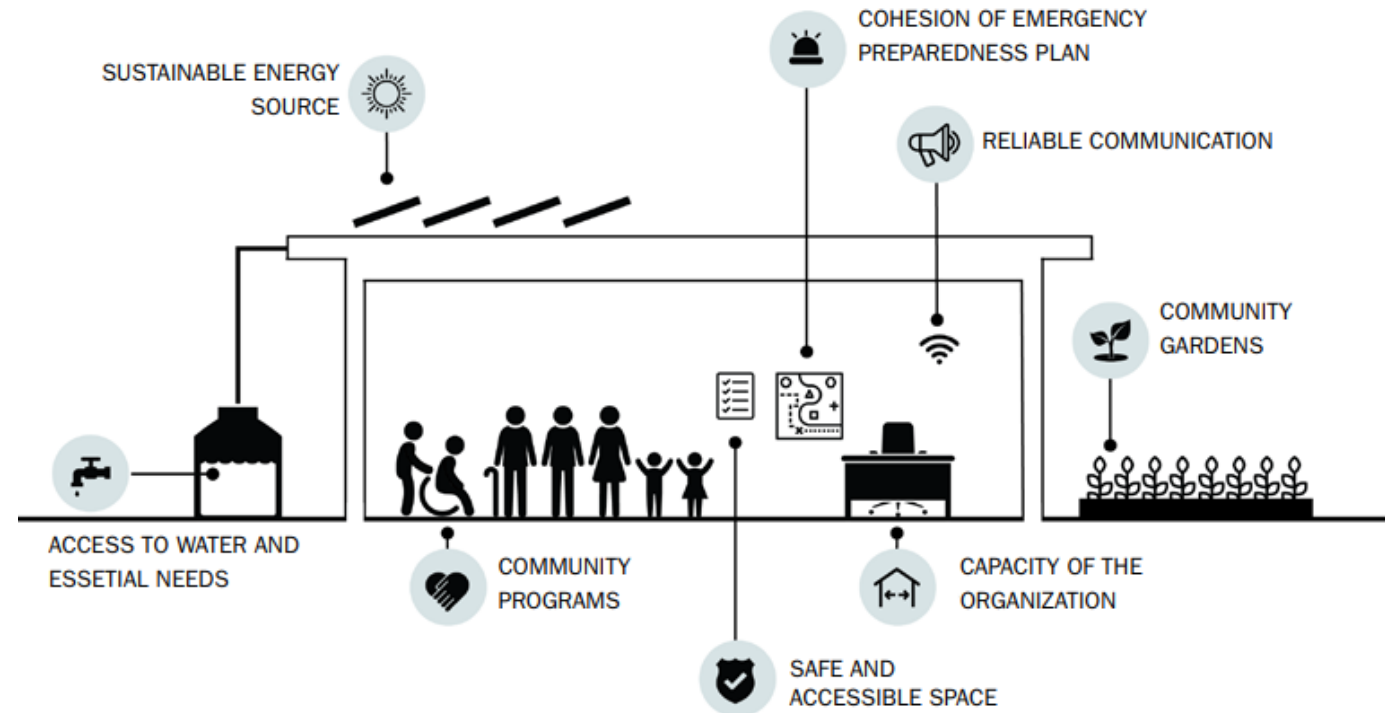 COHESION OF EMERGENCY
PREPAREDNESS PLAN
SUSTAINABLE ENERGY
SOURCE
RELIABLE COMMUNICATION
COMMUNITY
GARDENS
ACCESS TO WATER AND
ESSETIAL NEEDS
COMMUNITY
PROGRAMS
CAPACITY OF THE
ORGANIZATION
SAFE AND
ACCESSIBLE SPACE